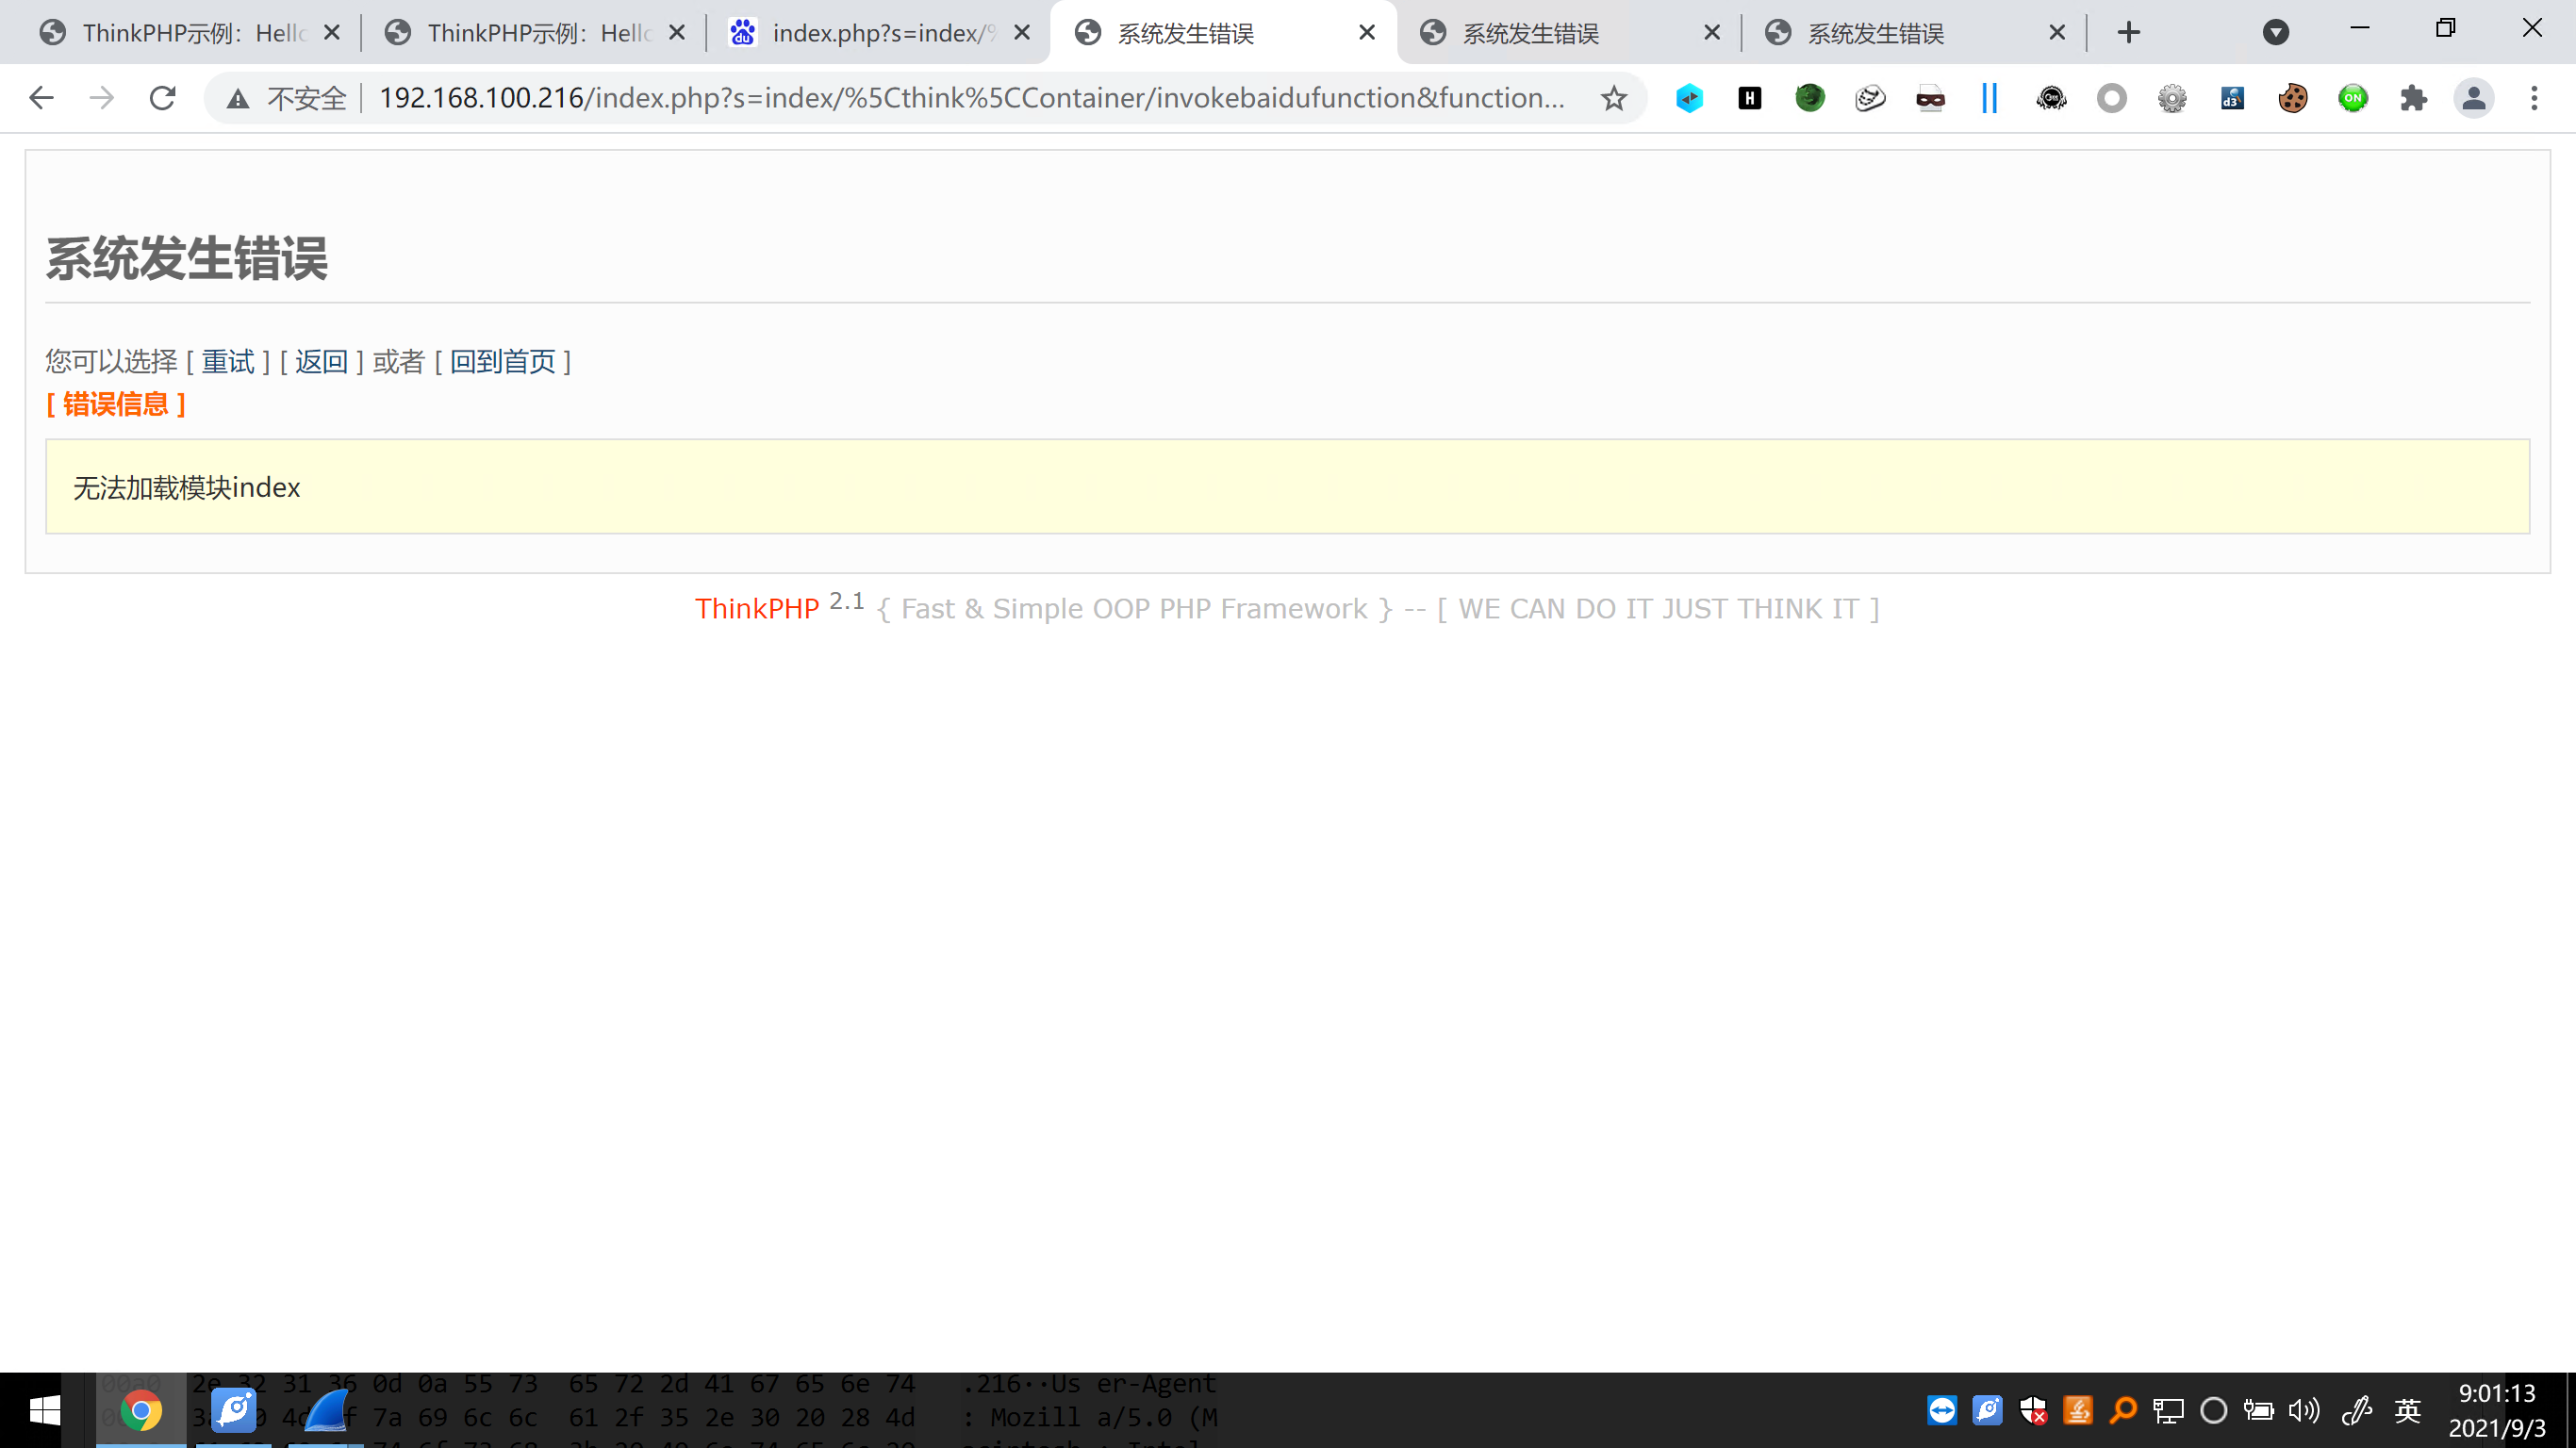 ThinkPHP示例：Hello
ThinkPHP示例：Hello
index.php?s=index/%
系统发生错误
系统发生错误
系统发生错误
不安全
192.168.100.216/index.php?s=index/%5Cthink%5CContainer/invokebaidufunction&function...
系统发生错误
您可以选择 [ 重试 ] [ 返回 ] 或者 [ 回到首页 ]
[ 错误信息 ]
无法加载模块index
ThinkPHP 2.1 { Fast & Simple OOP PHP Framework } -- [ WE CAN DO IT JUST THINK IT ]
00a0 2e 32 31 36 0d 0a 55 73 65 72 2d 41 67 65 6e 74 .216··Us er-Agent
7a 69 6c 6c 61 2f 35 2e 30 20 28 4d : Mozill a/5.0 (M
英
9:01:13
2021/9/3